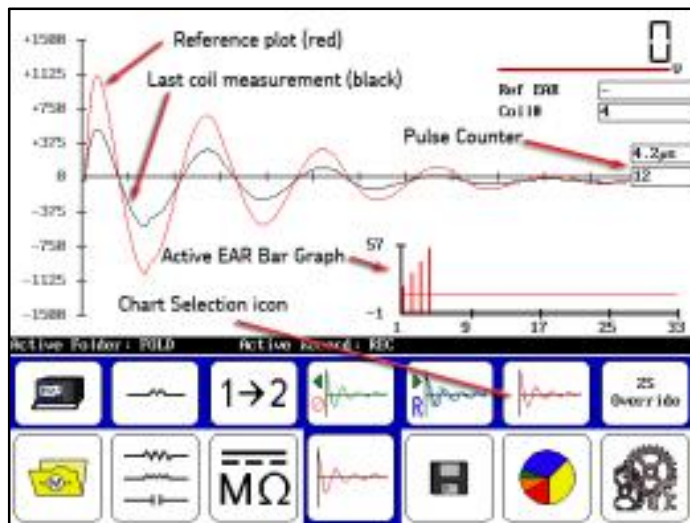 +1500
Reference plot (red)
0
V
+1125
Last coil measurement (black)
Ref EAR -
+750
Coil# 4
Pulse Counter
+375
4.2µs
0
12
-375
-750
Active EAR Bar Graph
57
-1125
Chart Selection icon
-1
-1500
1 9 17 25 33
Active Folder: FOLD Active Record: REC
1→2
R
ZS
Override
MΩ